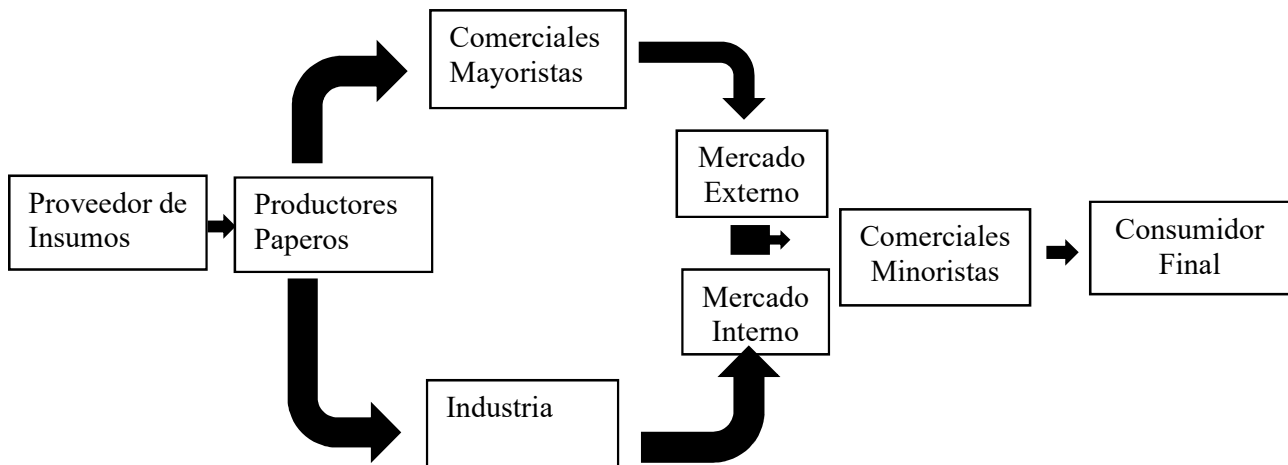 Comerciales
Mayoristas
Mercado
Externo
Proveedor de
Insumos
Productores
Paperos
Comerciales
Minoristas
Consumidor
Final
Mercado
Interno
Industria